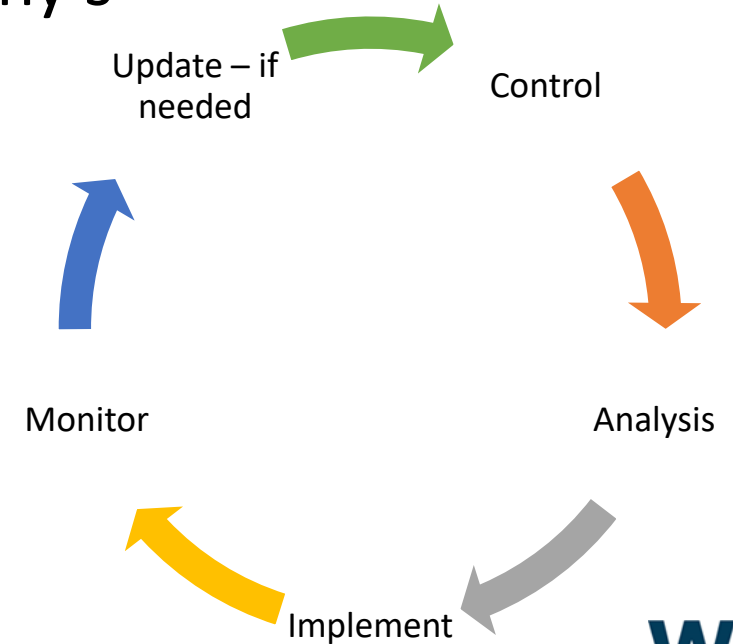 Update – if
needed
Control
Analysis
Implement
Monitor